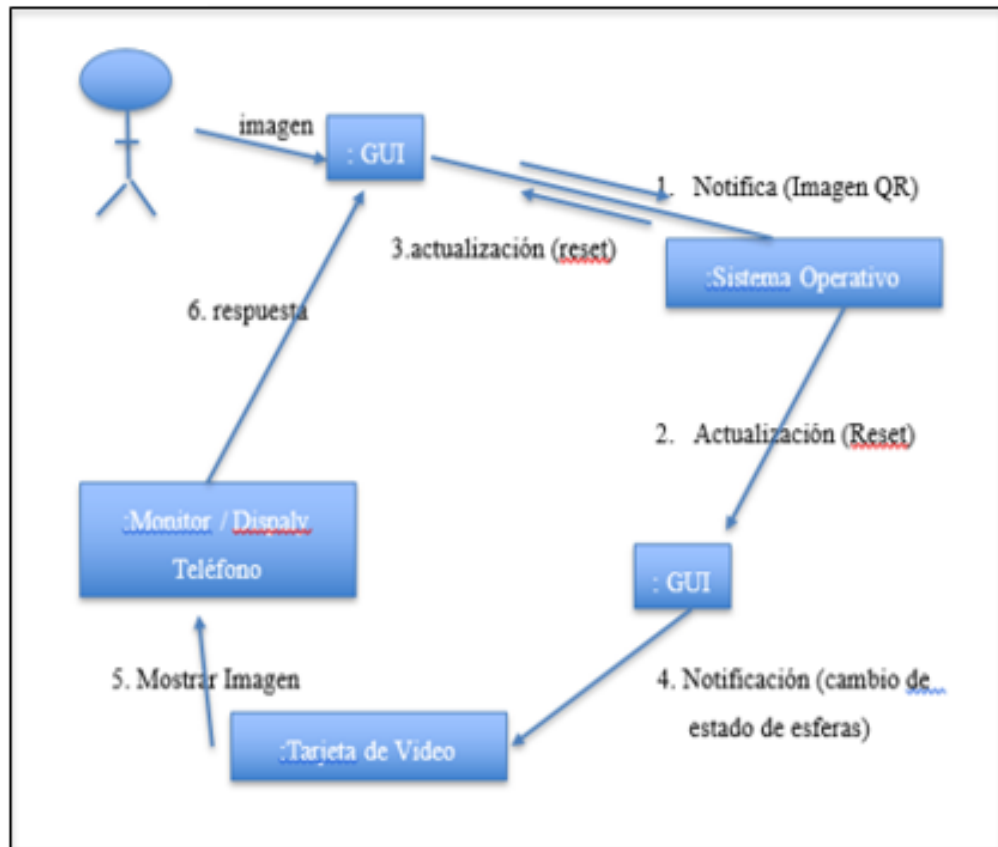 imagen
: GUI
1. Notifica (Imagen QR)
3.actualización (reset)
:Sistema Operativo
6. respuesta
2. Actualización (Reset)
:Monitor / Dispaly
Teléfono
: GUI
5. Mostrar Imagen
4. Notificación (cambio de
estado de esferas)
:Tarjeta de Video